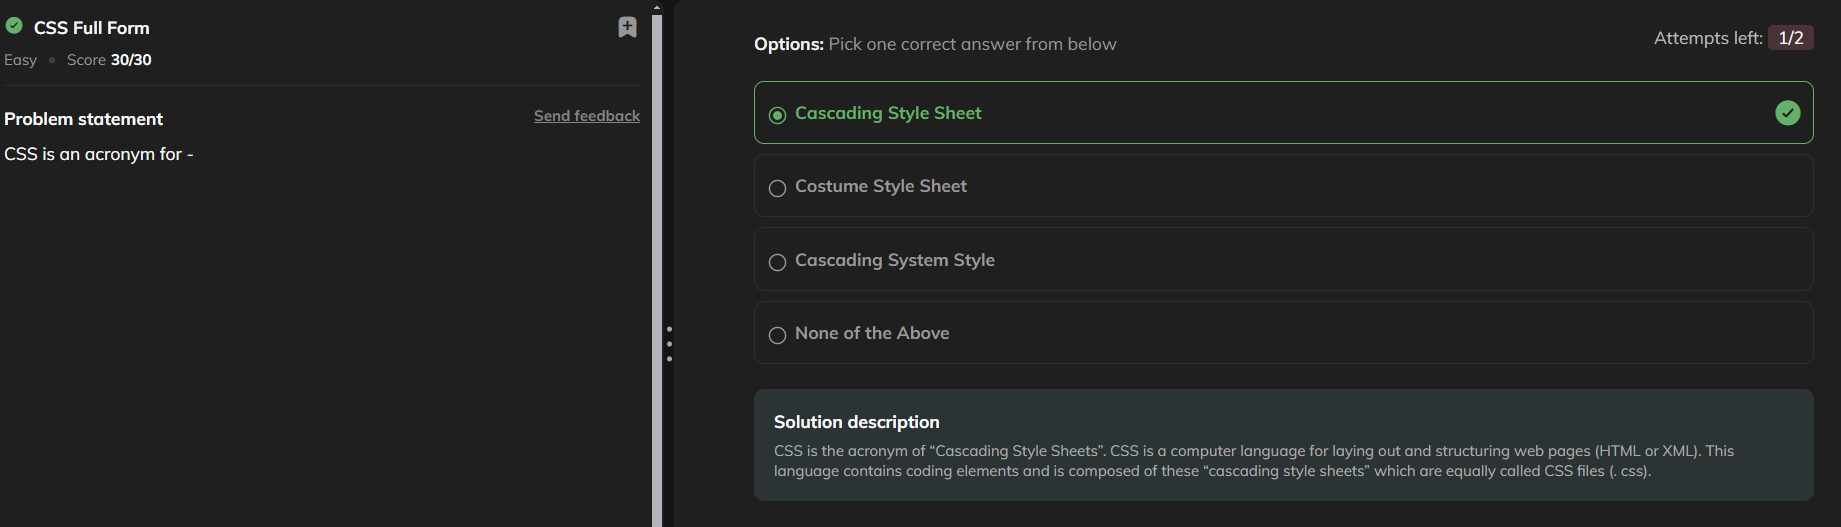 CSS Full Form
Easy • Score 30/30
Problem statement
Send feedback
CSS is an acronym for -
Options: Pick one correct answer from below
Attempts left: 1/2
Cascading Style Sheet
Costume Style Sheet
Cascading System Style
None of the Above
Solution description
CSS is the acronym of “Cascading Style Sheets”. CSS is a computer language for laying out and structuring web pages (HTML or XML). This
language contains coding elements and is composed of these “cascading style sheets” which are equally called CSS files (. css).